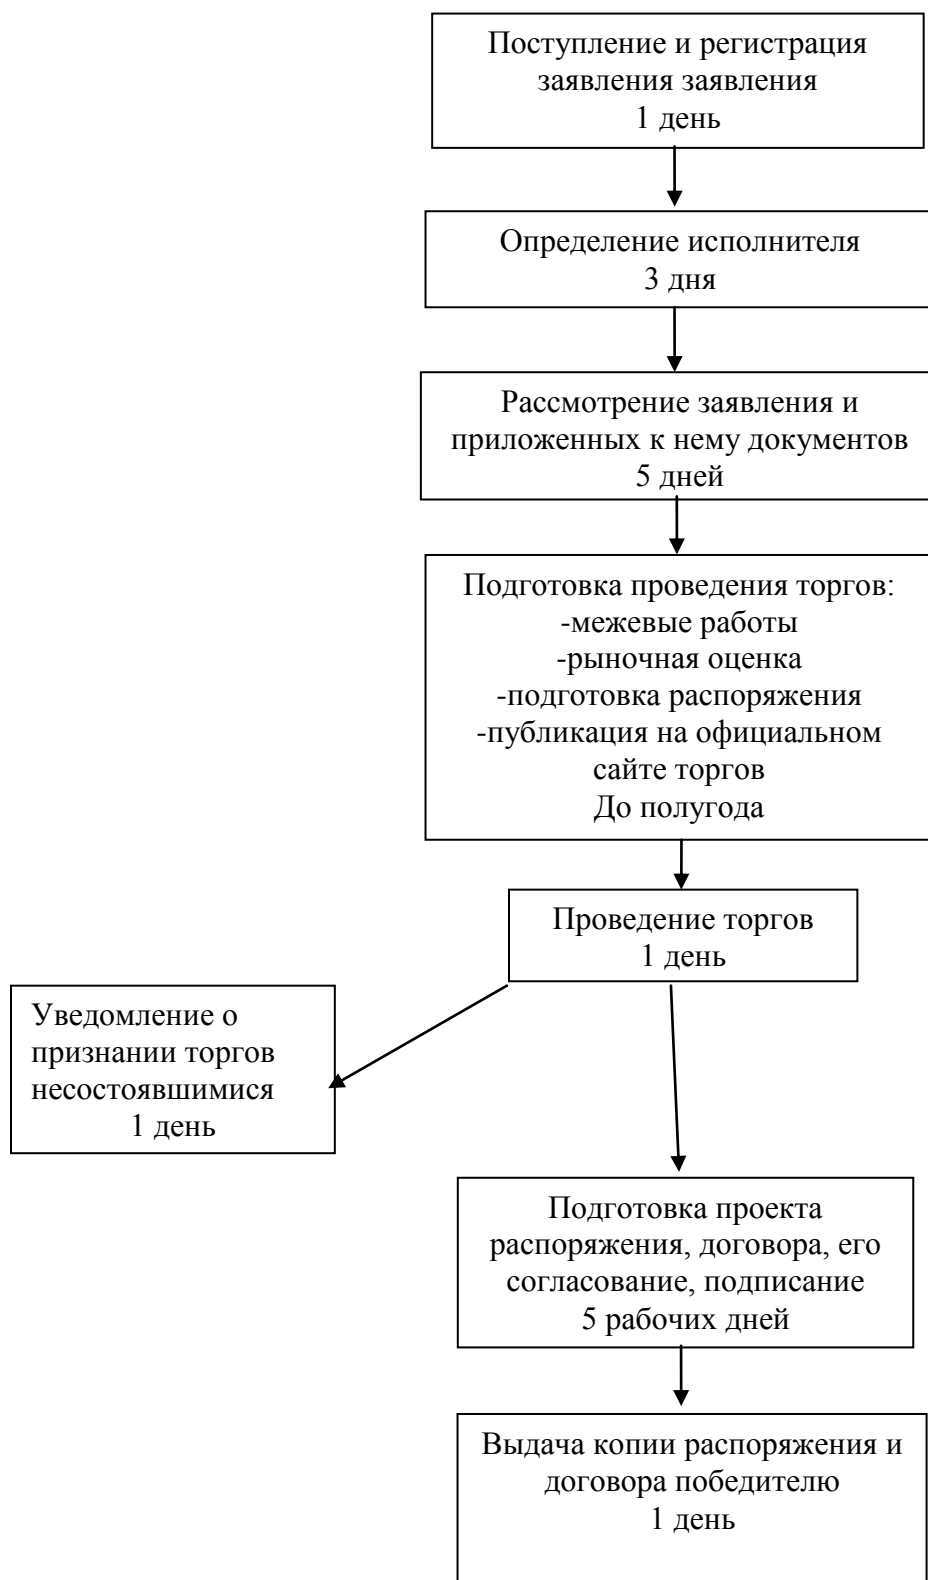 Поступление и регистрация
заявления заявления
1 день
Определение исполнителя
3 дня
Рассмотрение заявления и
приложенных к нему документов
5 дней
Подготовка проведения торгов:
-межевые работы
-рыночная оценка
-подготовка распоряжения
-публикация на официальном
сайте торгов
До полугода
Проведение торгов
1 день
Уведомление о
признании торгов
несостоявшимися
1 день
Подготовка проекта
распоряжения, договора, его
согласование, подписание
5 рабочих дней
Выдача копии распоряжения и
договора победителю
1 день